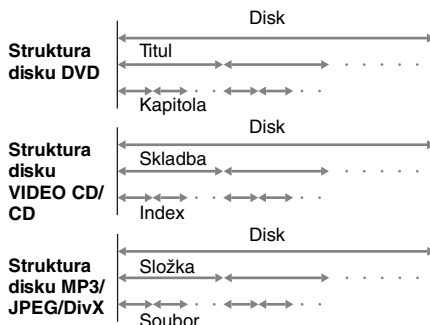 Disk
Struktura
disku DVD
Titul
Kapitola
Disk
Struktura
disku
VIDEO CD/
CD
Skladba
Index
Disk
Struktura
disku MP3/
JPEG/DivX
Složka
Soubor